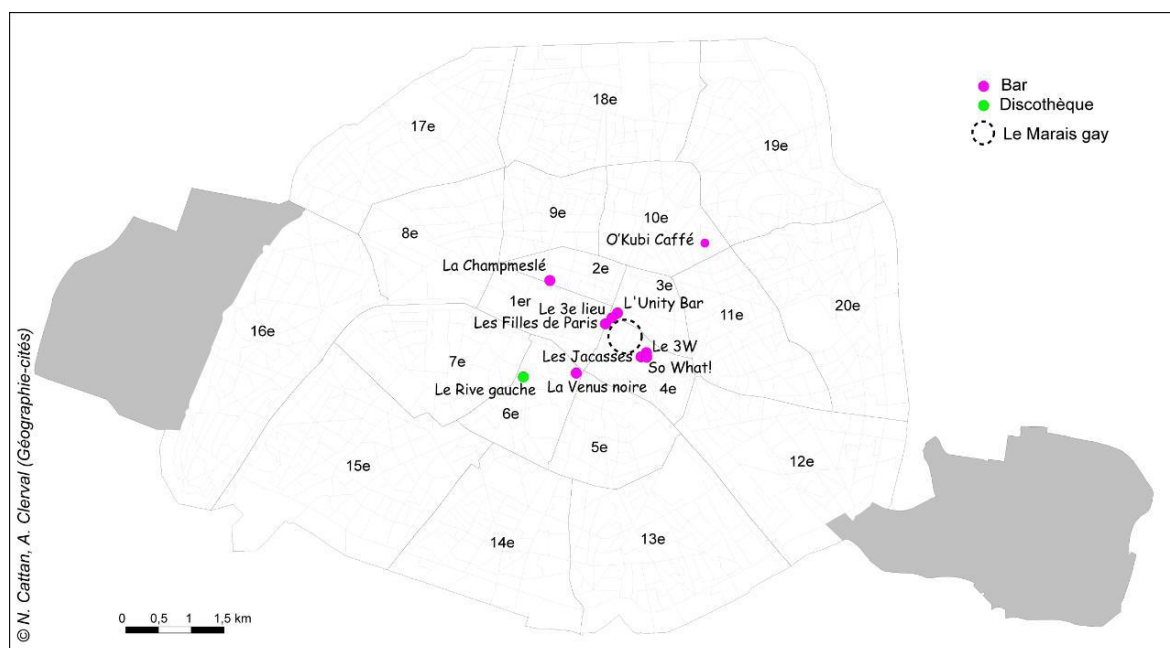 Bar
Discothèque
Le Marais gay
18e
17e
19e
9e
10e
8e
O'Kubi Caffé
La Champmeslé
2e
3e
1er
Le 3e lieu
L'Unity Bar
20e
Les Filles de Paris
11e
16e
7e
Les Jacasses
Le 3W
So What!
Le Rive gauche
La Venus noire
4e
6e
5e
15e
12e
14e
13e
0 0,5 1 1,5 km
© N. Cattan, A. Clerval (Géographie-cités)